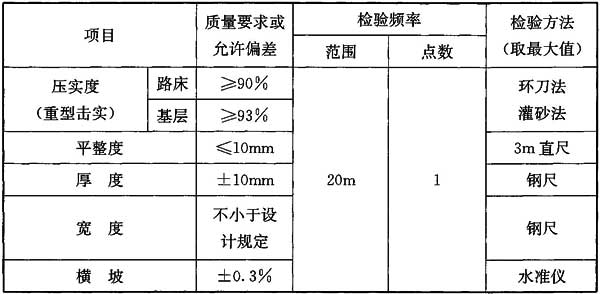 项目
质量要求或
允许偏差
检验频率
检验方法
(取最大值)
范围
点数
压实度
(重型击实)
路床
≥90%
环刀法
灌砂法
基层
≥93%
平整度
≤10mm
20m
1
3m直尺
厚 度
±10mm
钢尺
宽 度
不小于设
计规定
钢尺
横 坡
±0.3%
水准仪